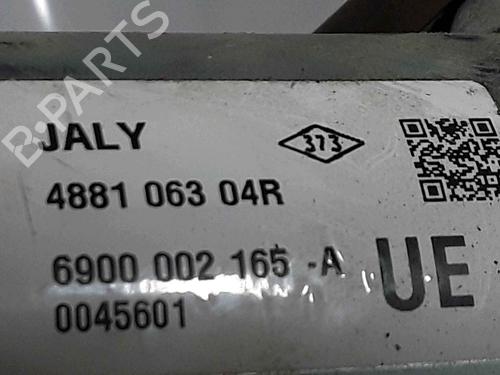 B-PARTS
JALY
373
4881 063 04R
6900 002 165 -A
0045601
UE